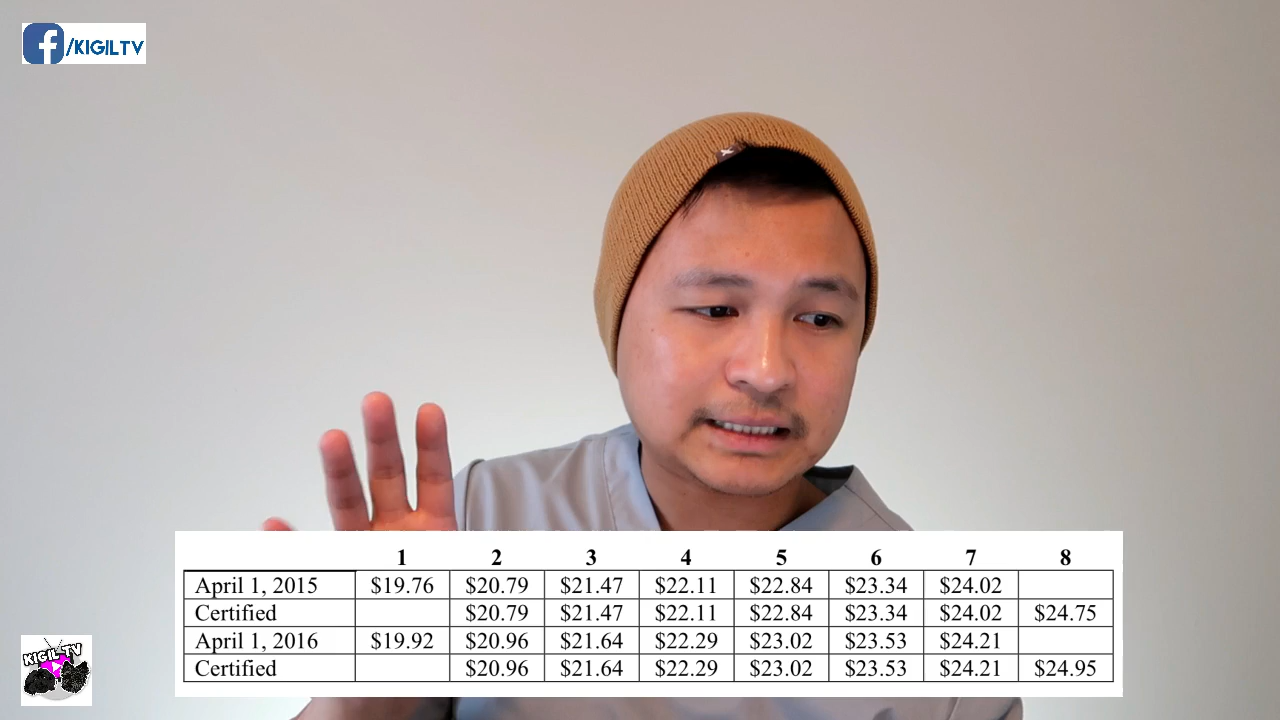 f/KIGILTV
1 2 3 4 5 6 7 8
April 1, 2015 $19.76 $20.79 $21.47 $22.11 $22.84 $23.34 $24.02
Certified $20.79 $21.47 $22.11 $22.84 $23.34 $24.02 $24.75
April 1, 2016 $19.92 $20.96 $21.64 $22.29 $23.02 $23.53 $24.21
Certified $20.96 $21.64 $22.29 $23.02 $23.53 $24.21 $24.95
KIGIL TV